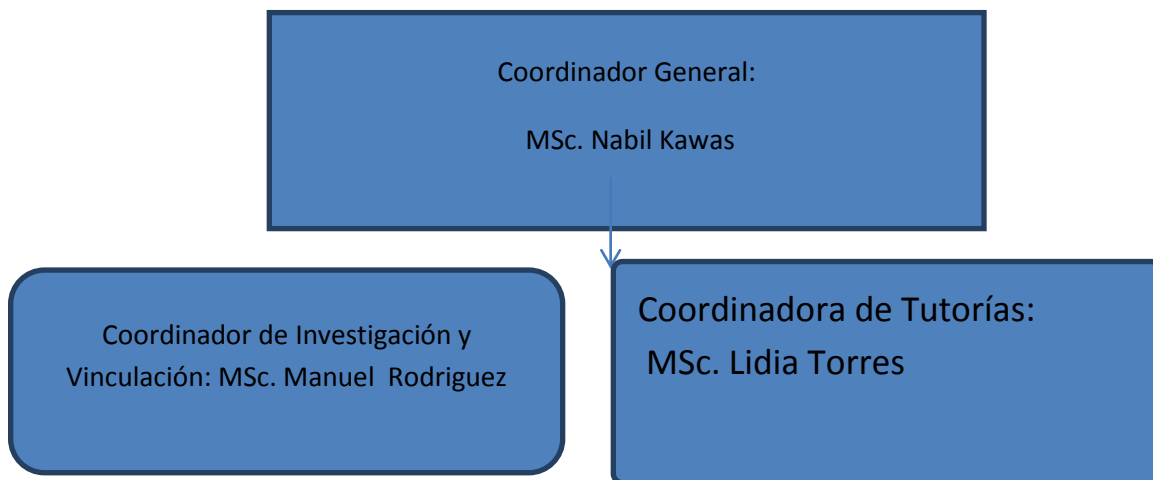 Coordinador General:
MSc. Nabil Kawas
Coordinador de Investigación y
Vinculación: MSc. Manuel Rodriguez
Coordinadora de Tutorías:
MSc. Lidia Torres